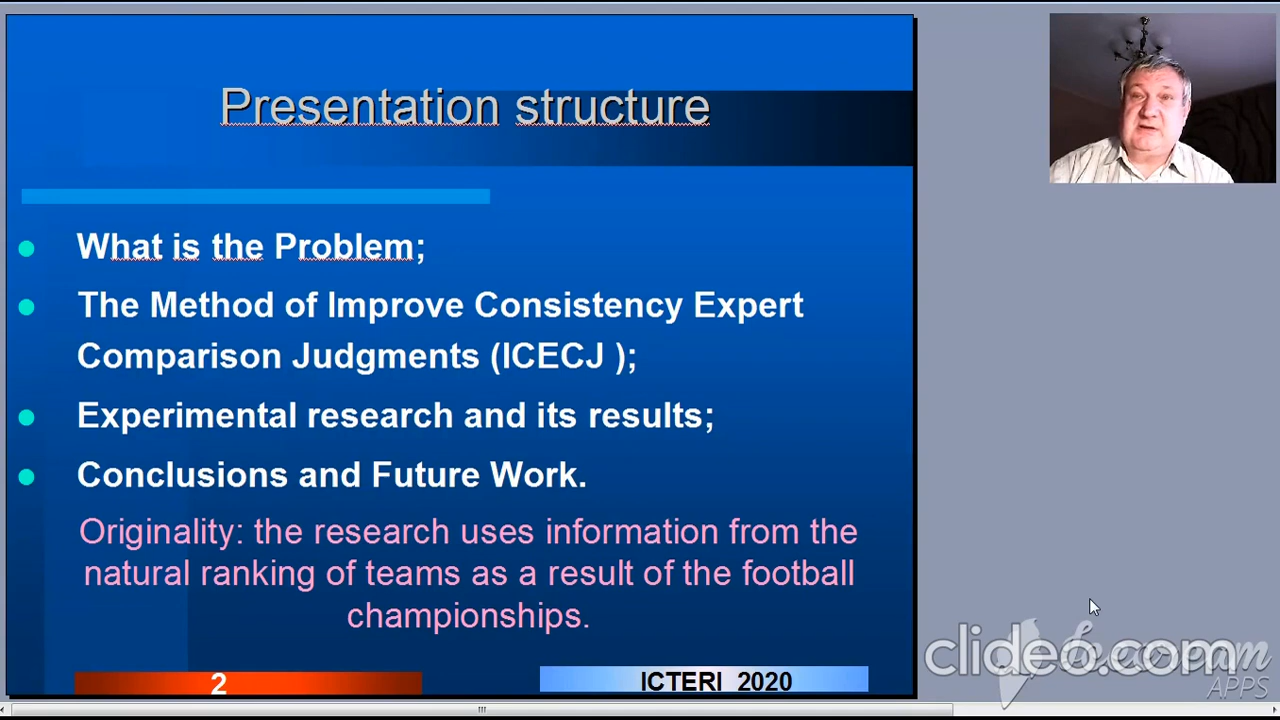 Presentation structure
What is the Problem;
The Method of Improve Consistency Expert
Comparison Judgments (ICECJ );
Experimental research and its results;
Conclusions and Future Work.
Originality: the research uses information from the
natural ranking of teams as a result of the football
championships.
2
ICTERI 2020
clideo.com
APPS